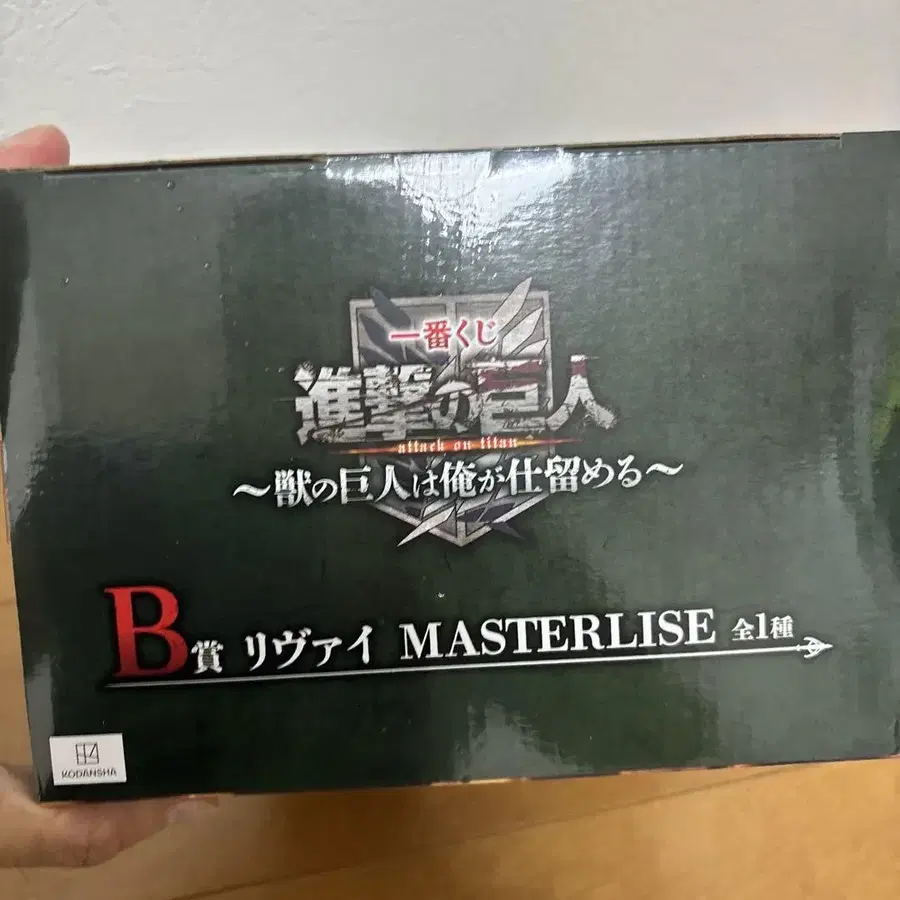 一番くじ
進撃の巨人
attack on titan
～獣の巨人は俺が仕留める～
B賞 リヴァイ MASTERLISE 全1種
KODANSHA